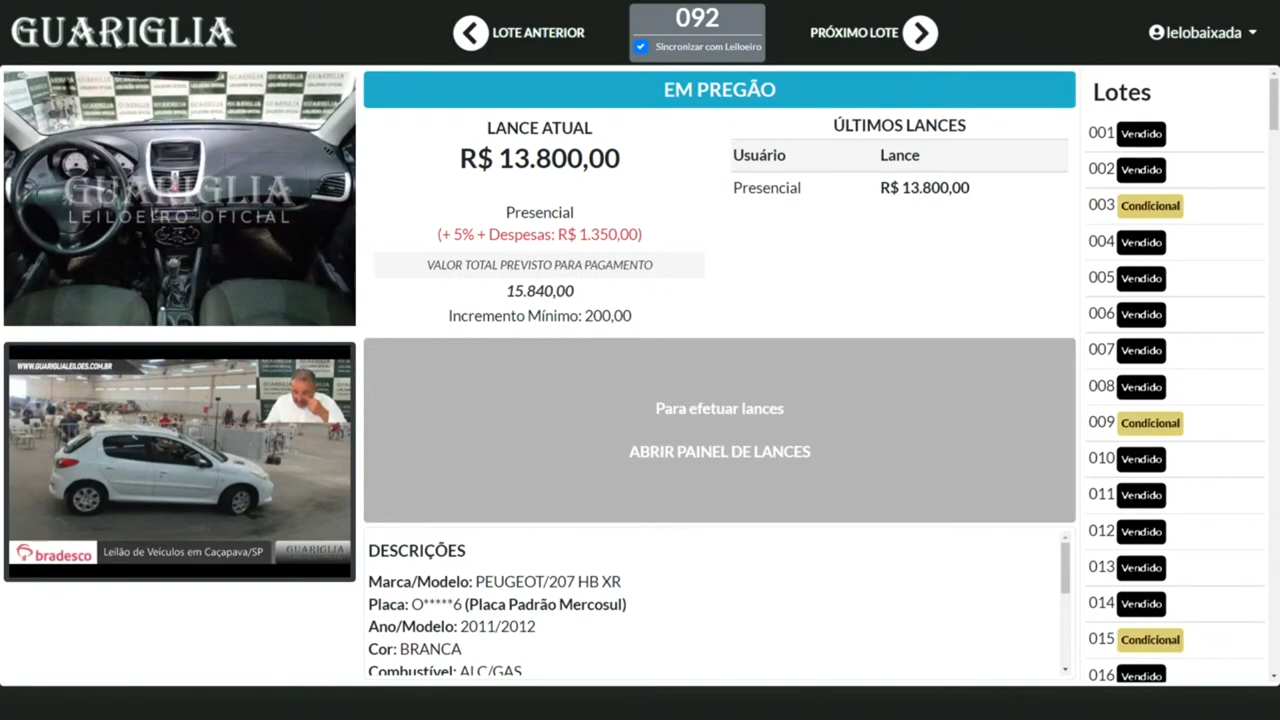 GUARIGLIA
LOTE ANTERIOR
092
Sincronizar com Leiloeiro
PRÓXIMO LOTE
lelobaixada
GUARIGLIA
LEILOEIRO OFICIAL
EM PREGÃO
LANCE ATUAL
R$ 13.800,00
Presencial
(+ 5% + Despesas: R$ 1.350,00)
VALOR TOTAL PREVISTO PARA PAGAMENTO
15.840,00
Incremento Mínimo: 200,00
ÚLTIMOS LANCES
Usuário Lance
Presencial R$ 13.800,00
WWW.GUARIGLIALEILOES.COM.BR
bradesco
Leilão de Veículos em Caçapava/SP
GUARIGLIA
Para efetuar lances
ABRIR PAINEL DE LANCES
DESCRIÇÕES
Marca/Modelo: PEUGEOT/207 HB XR
Placa: O*****6 (Placa Padrão Mercosul)
Ano/Modelo: 2011/2012
Cor: BRANCA
Combustível: ALC/GAS
Lotes
001 Vendido
002 Vendido
003 Condicional
004 Vendido
005 Vendido
006 Vendido
007 Vendido
008 Vendido
009 Condicional
010 Vendido
011 Vendido
012 Vendido
013 Vendido
014 Vendido
015 Condicional
016 Vendido